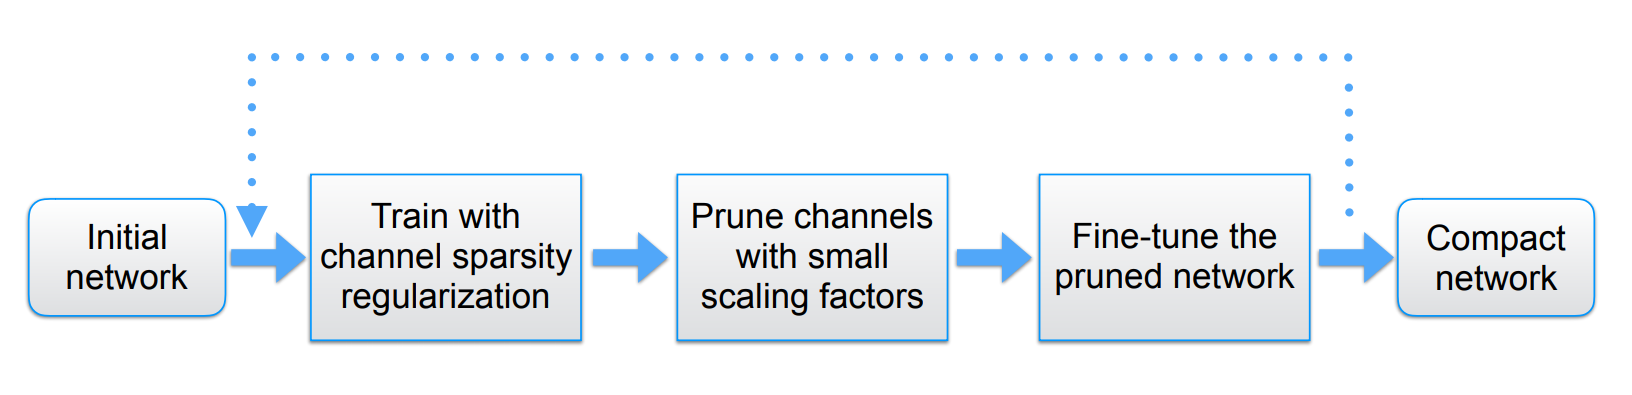 Initial
network
Train with
channel sparsity
regularization
Prune channels
with small
scaling factors
Fine-tune the
pruned network
Compact
network